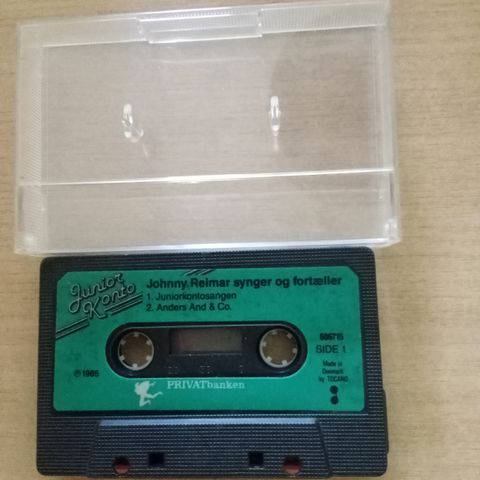 Junior
Konto
Johnny Reimar synger og fortæller
1. Juniorkontosangen
2. Anders And & Co.
SIDE 1
℗ 1985
Made in
Denmark
by TOCANO
PRIVATbanken